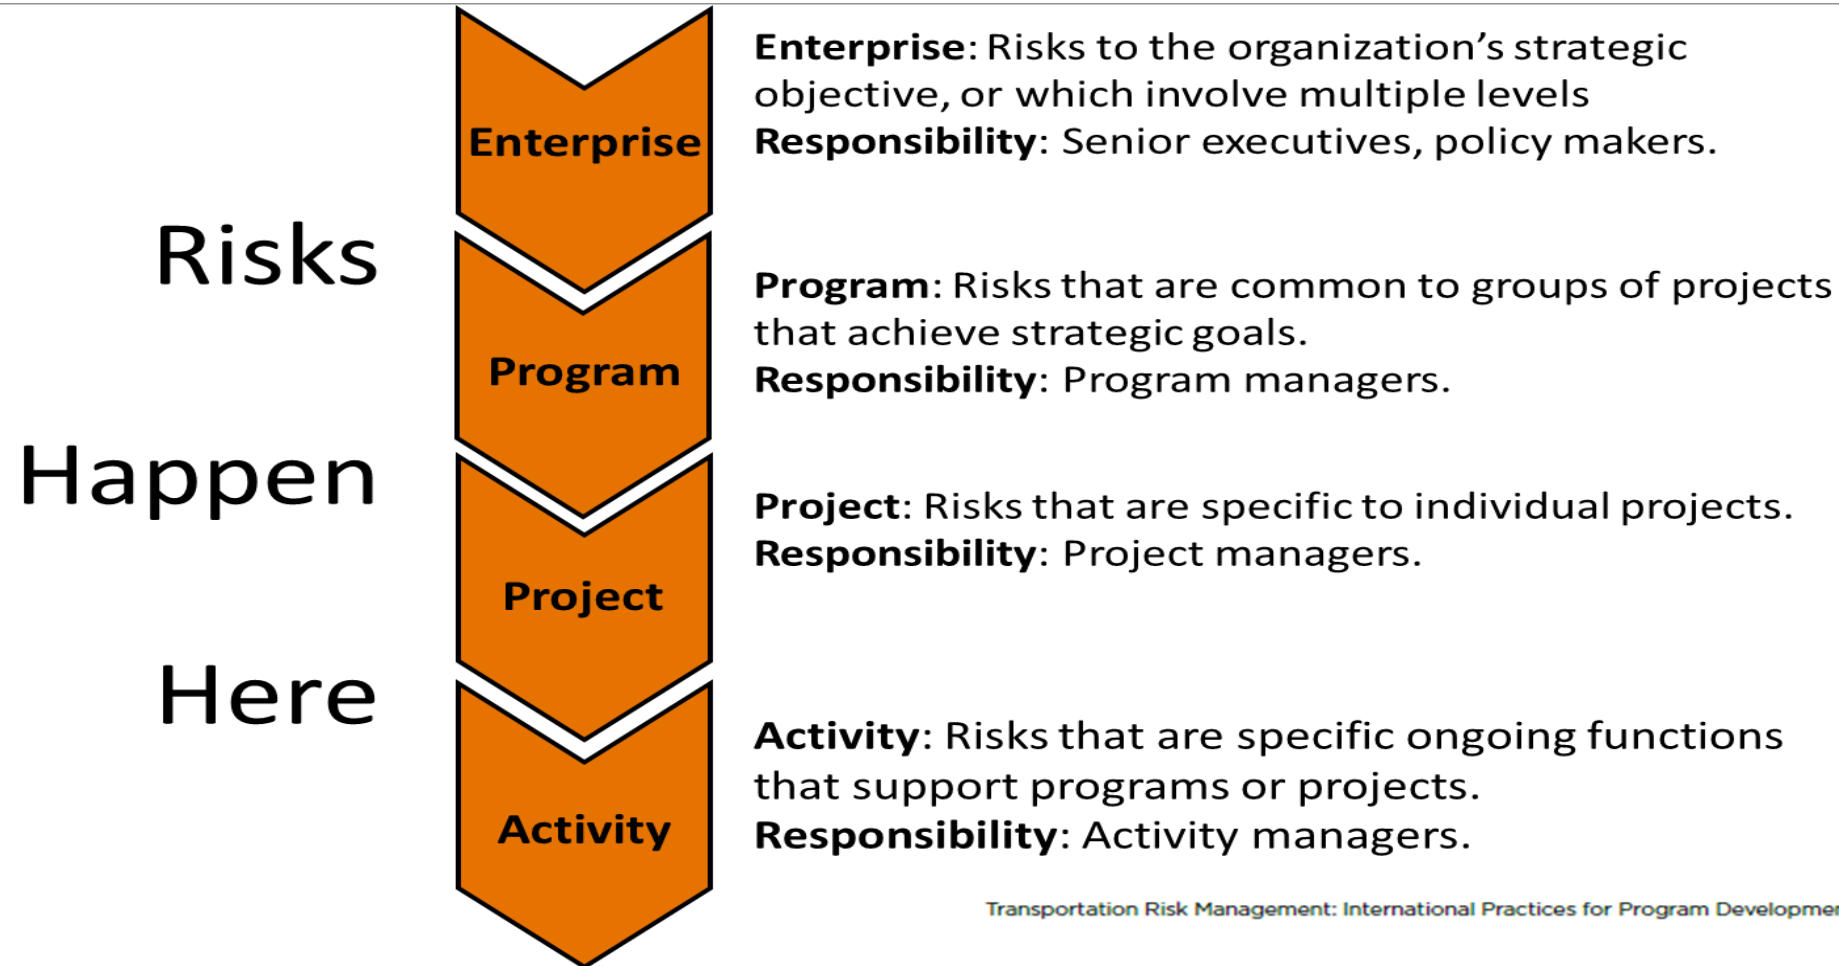 Risks
Happen
Here
Enterprise
Program
Project
Activity
Enterprise: Risks to the organization's strategic
objective, or which involve multiple levels
Responsibility: Senior executives, policy makers.
Program: Risks that are common to groups of projects
that achieve strategic goals.
Responsibility: Program managers.
Project: Risks that are specific to individual projects.
Responsibility: Project managers.
Activity: Risks that are specific ongoing functions
that support programs or projects.
Responsibility: Activity managers.
Transportation Risk Management: International Practices for Program